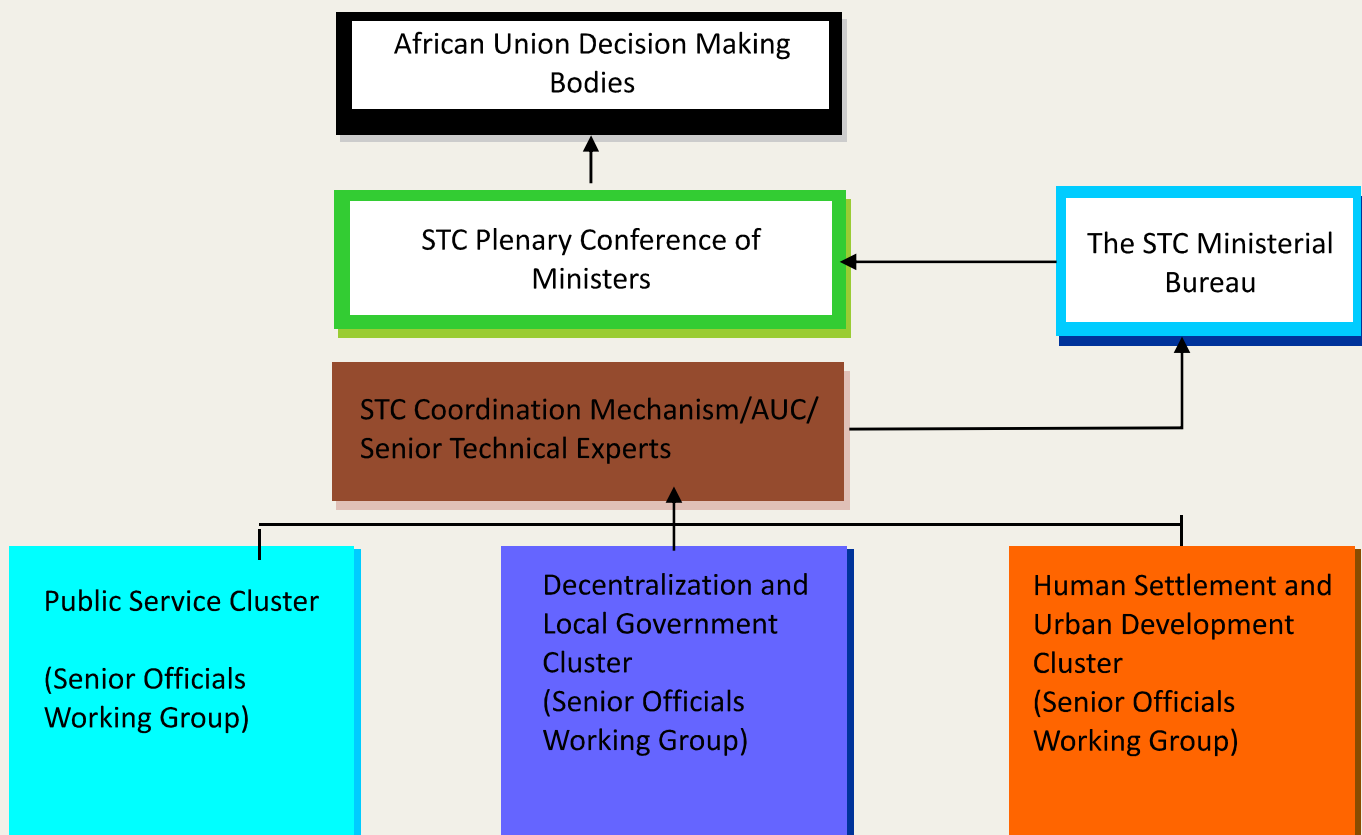 African Union Decision Making
Bodies
STC Plenary Conference of
Ministers
The STC Ministerial
Bureau
STC Coordination Mechanism/AUC/
Senior Technical Experts
Public Service Cluster
(Senior Officials
Working Group)
Decentralization and
Local Government
Cluster
(Senior Officials
Working Group)
Human Settlement and
Urban Development
Cluster
(Senior Officials
Working Group)